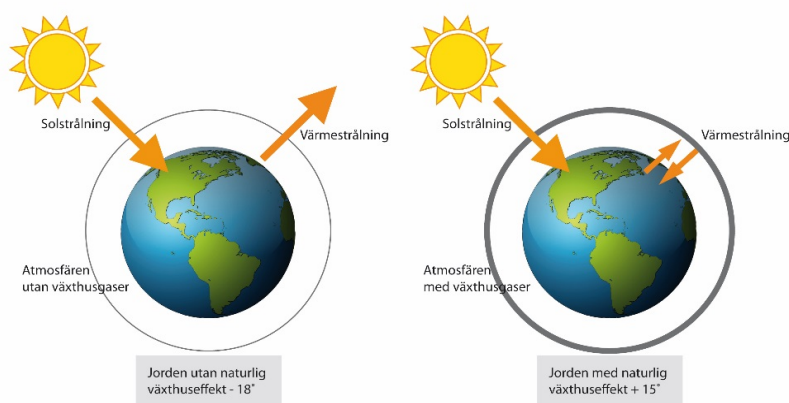 Solstrålning
Värmestrålning
Atmosfären
utan växthusgaser
Jorden utan naturlig
växthuseffekt - 18˚
Solstrålning
Värmestrålning
Atmosfären
med växthusgaser
Jorden med naturlig
växthuseffekt + 15˚